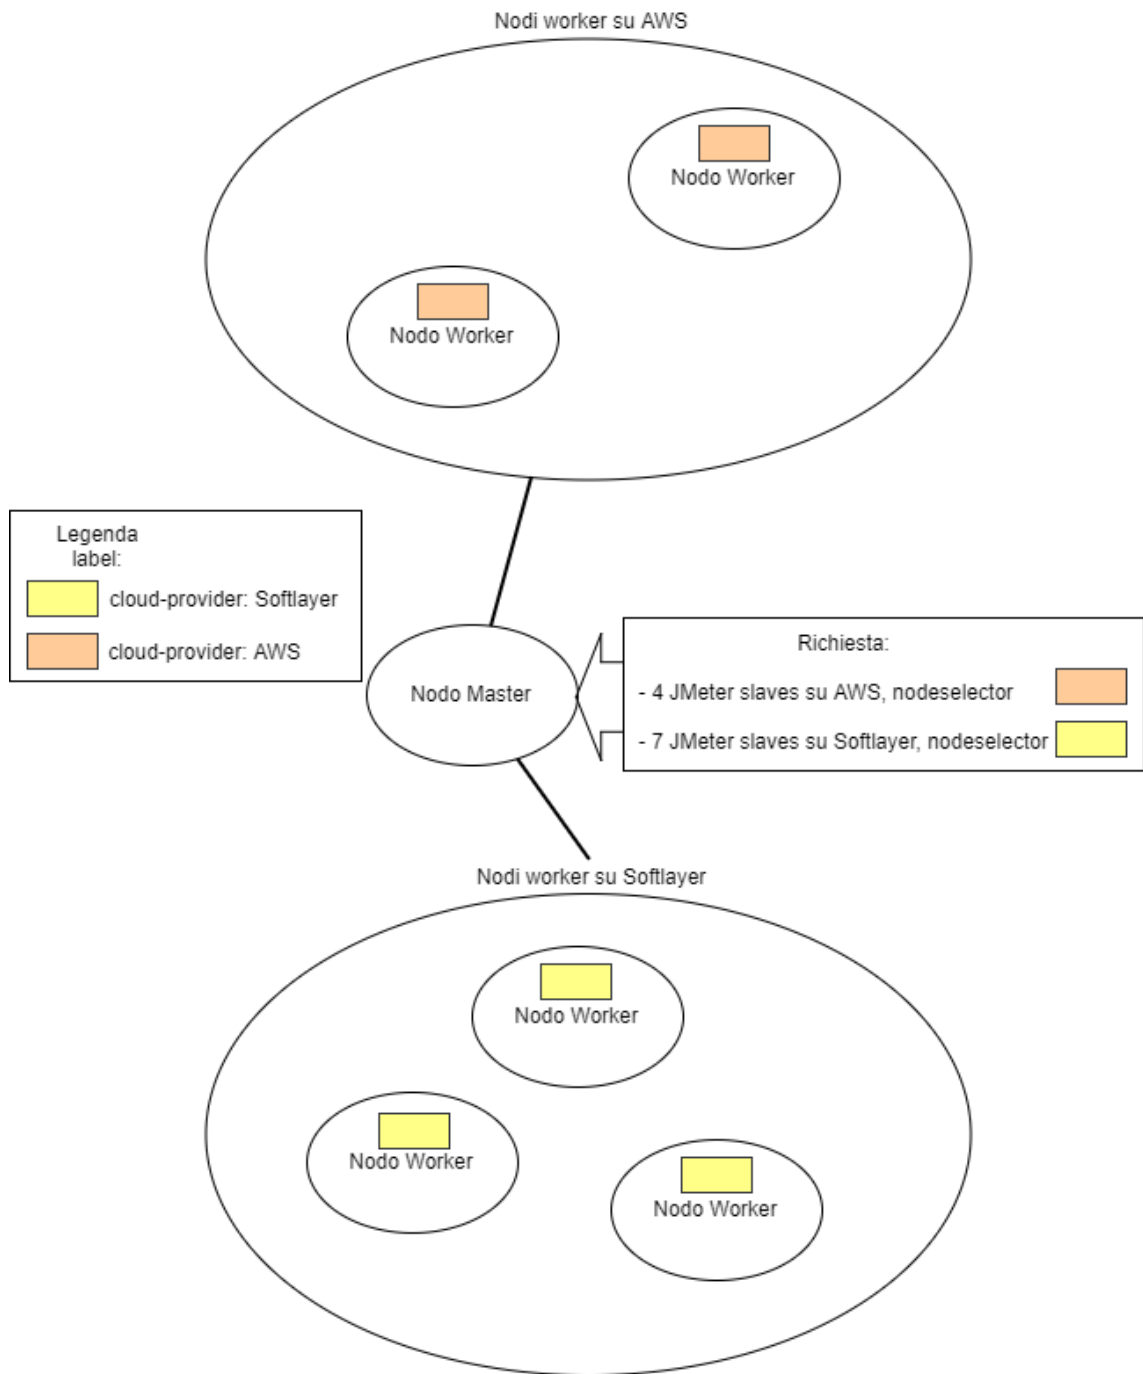 Nodi worker su AWS
Nodo Worker
Nodo Worker
Legenda
label:
cloud-provider: Softlayer
cloud-provider: AWS
Nodo Master
Richiesta:
- 4 JMeter slaves su AWS, nodeselector
- 7 JMeter slaves su Softlayer, nodeselector
Nodi worker su Softlayer
Nodo Worker
Nodo Worker
Nodo Worker